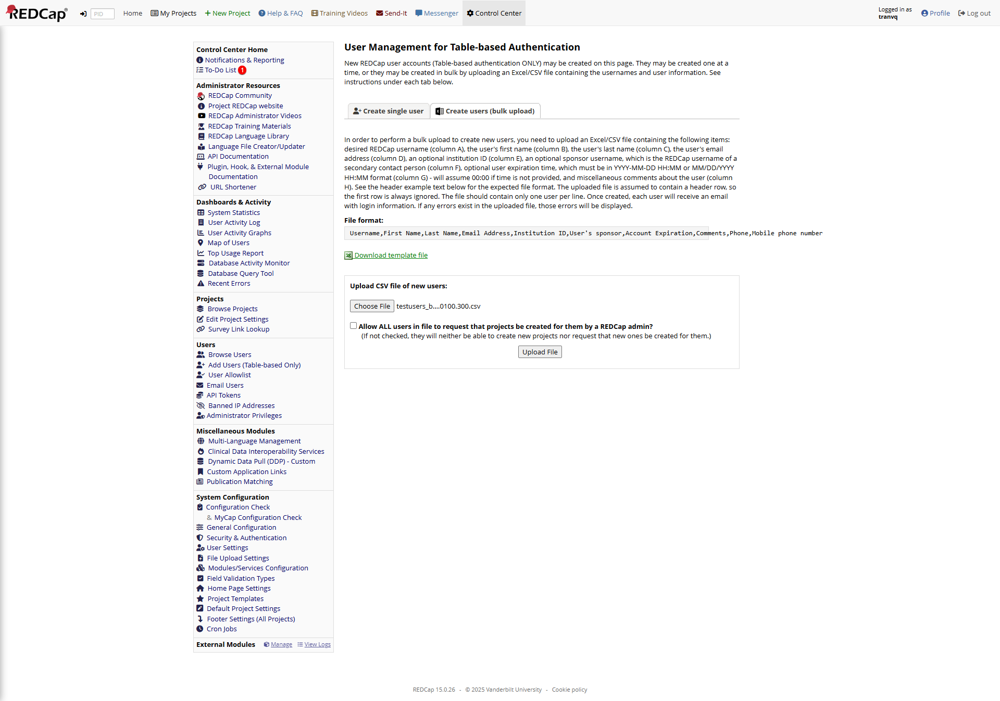 REDCap®
PID
Home
My Projects
New Project
Help & FAQ
Training Videos
Send-It
Messenger
Control Center
Logged in as
tranvq
Profile
Log out
Control Center Home
Notifications & Reporting
To-Do List 1
Administrator Resources
REDCap Community
Project REDCap website
REDCap Administrator Videos
REDCap Training Materials
REDCap Language Library
Language File Creator/Updater
API Documentation
Plugin, Hook, & External Module
Documentation
URL Shortener
Dashboards & Activity
System Statistics
User Activity Log
User Activity Graphs
Map of Users
Top Usage Report
Database Activity Monitor
Database Query Tool
Recent Errors
Projects
Browse Projects
Edit Project Settings
Survey Link Lookup
Users
Browse Users
Add Users (Table-based Only)
User Allowlist
Email Users
API Tokens
Banned IP Addresses
Administrator Privileges
Miscellaneous Modules
Multi-Language Management
Clinical Data Interoperability Services
Dynamic Data Pull (DDP) - Custom
Custom Application Links
Publication Matching
System Configuration
Configuration Check
& MyCap Configuration Check
General Configuration
Security & Authentication
User Settings
File Upload Settings
Modules/Services Configuration
Field Validation Types
Home Page Settings
Project Templates
Default Project Settings
Footer Settings (All Projects)
Cron Jobs
External Modules Manage View Logs
User Management for Table-based Authentication
New REDCap user accounts (Table-based authentication ONLY) may be created on this page. They may be created one at a
time, or they may be created in bulk by uploading an Excel/CSV file containing the usernames and user information. See
instructions under each tab below.
Create single user
Create users (bulk upload)
In order to perform a bulk upload to create new users, you need to upload an Excel/CSV file containing the following items:
desired REDCap username (column A), the user's first name (column B), the user's last name (column C), the user's email
address (column D), an optional institution ID (column E), an optional sponsor username, which is the REDCap username of a
secondary contact person (column F), optional user expiration time, which must be in YYYY-MM-DD HH:MM or MM/DD/YYYY
HH:MM format (column G) - will assume 00:00 if time is not provided, and miscellaneous comments about the user (column
H). See the header example text below for the expected file format. The uploaded file is assumed to contain a header row, so
the first row is always ignored. The file should contain only one user per line. Once created, each user will receive an email
with login information. If any errors exist in the uploaded file, those errors will be displayed.
File format:
Username,First Name,Last Name,Email Address,Institution ID,User's sponsor,Account Expiration,Comments,Phone,Mobile phone number
Download template file
Upload CSV file of new users:
Choose File testusers_b....0100.300.csv
Allow ALL users in file to request that projects be created for them by a REDCap admin?
(If not checked, they will neither be able to create new projects nor request that new ones be created for them.)
Upload File
REDCap 15.0.26 - © 2025 Vanderbilt University - Cookie policy